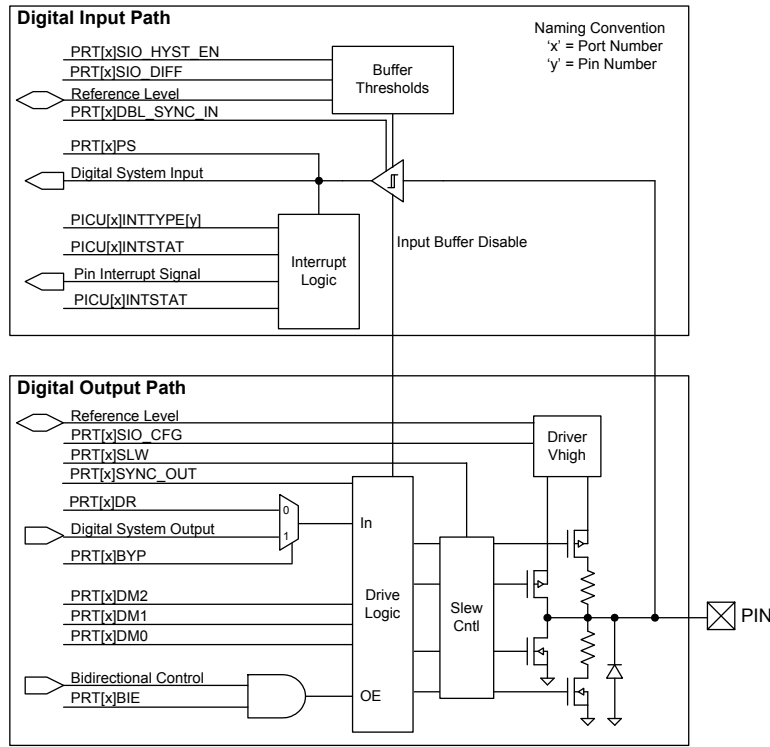 Digital Input Path
Naming Convention
‘x’ = Port Number
‘y’ = Pin Number
PRT[x]SIO_HYST_EN
PRT[x]SIO_DIFF
Reference Level
PRT[x]DBL_SYNC_IN
Buffer
Thresholds
PRT[x]PS
Digital System Input
PICU[x]INTTYPE[y]
PICU[x]INTSTAT
Pin Interrupt Signal
PICU[x]INTSTAT
Interrupt
Logic
Input Buffer Disable
Digital Output Path
Reference Level
PRT[x]SIO_CFG
PRT[x]SLW
PRT[x]SYNC_OUT
Driver
Vhigh
PRT[x]DR
Digital System Output
PRT[x]BYP
0
1
In
PRT[x]DM2
PRT[x]DM1
PRT[x]DM0
Drive
Logic
Slew
Cntl
PIN
Bidirectional Control
PRT[x]BIE
OE